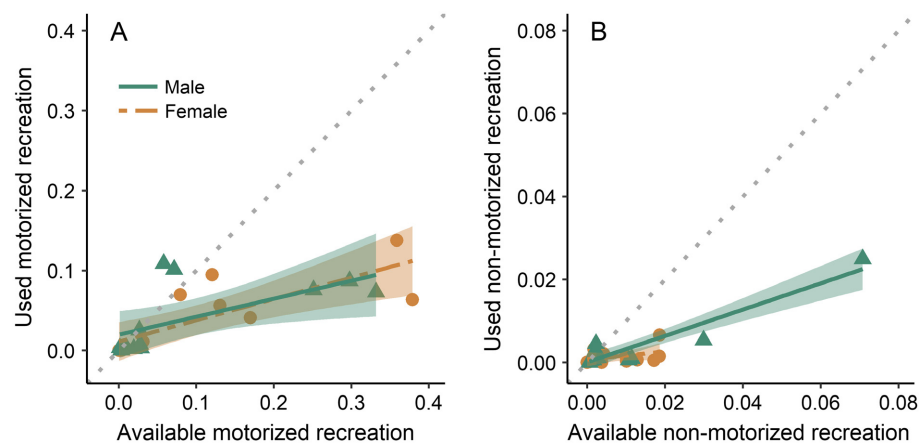 A
0.4
0.3
0.2
0.1
0.0
Used motorized recreation
Male
Female
0.0
0.1
0.2
0.3
0.4
Available motorized recreation
B
0.08
0.06
0.04
0.02
0.00
Used non-motorized recreation
0.00
0.02
0.04
0.06
0.08
Available non-motorized recreation